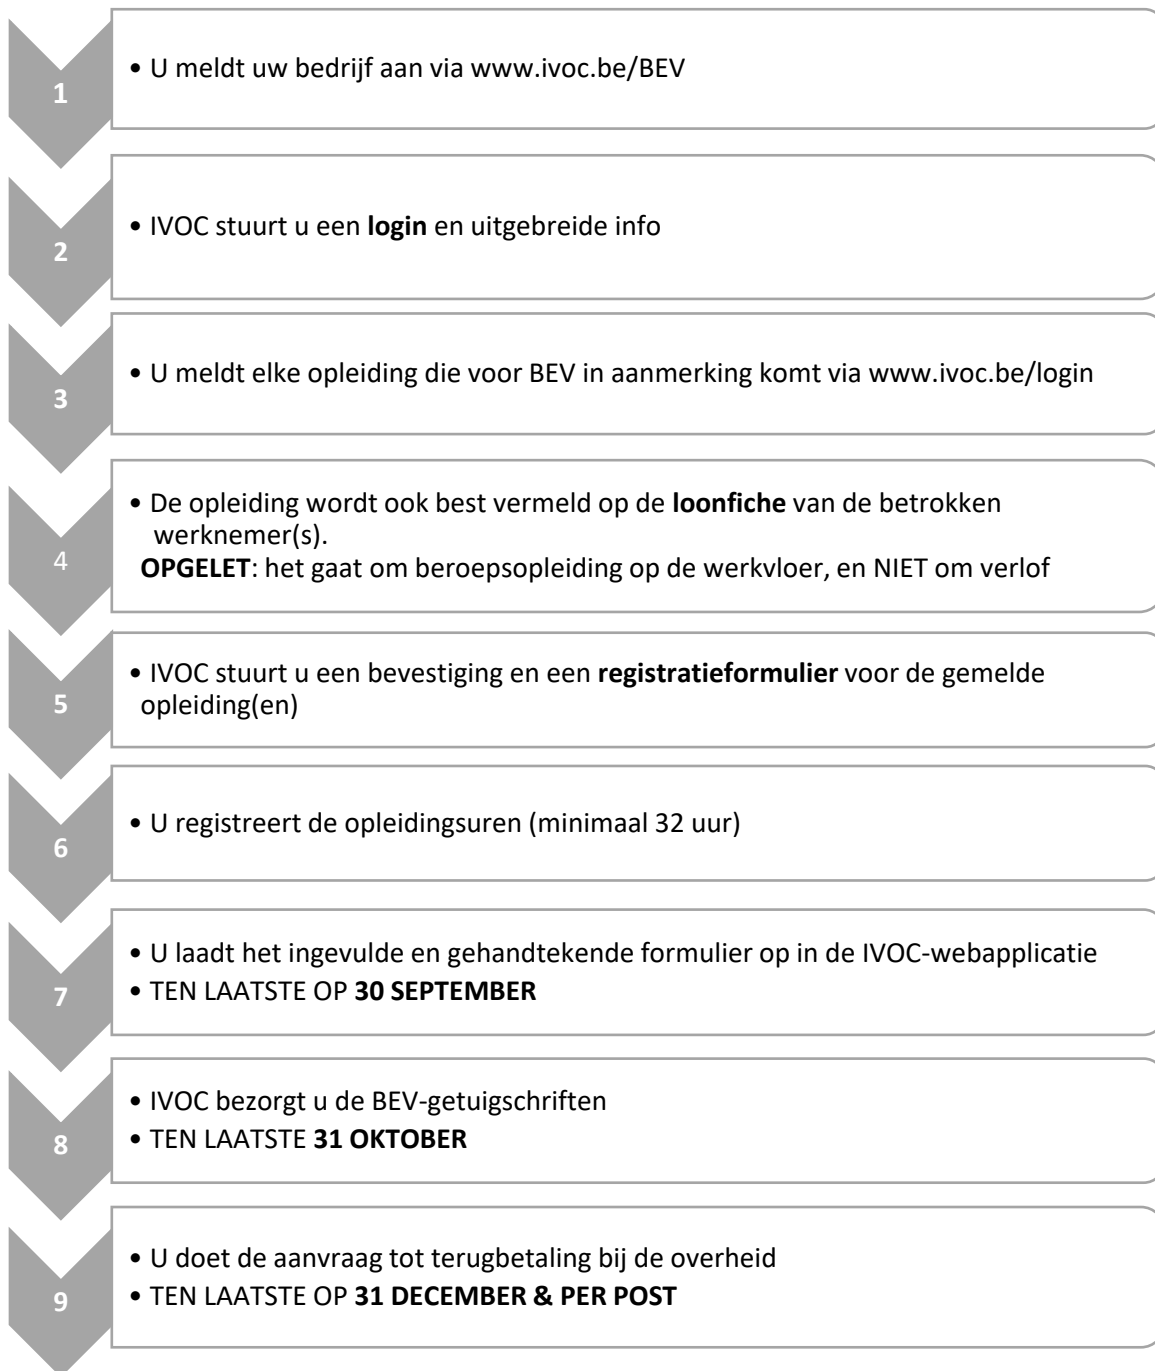 1
• U meldt uw bedrijf aan via www.ivoc.be/BEV
2
• IVOC stuurt u een login en uitgebreide info
3
• U meldt elke opleiding die voor BEV in aanmerking komt via www.ivoc.be/login
4
• De opleiding wordt ook best vermeld op de loonfiche van de betrokken
werknemer(s).
OPGELET: het gaat om beroepsopleiding op de werkvloer, en NIET om verlof
5
• IVOC stuurt u een bevestiging en een registratieformulier voor de gemelde
opleiding(en)
6
• U registreert de opleidingsuren (minimaal 32 uur)
7
• U laadt het ingevulde en gehandtekende formulier op in de IVOC-webapplicatie
• TEN LAATSTE OP 30 SEPTEMBER
8
• IVOC bezorgt u de BEV-getuigschriften
• TEN LAATSTE 31 OKTOBER
9
• U doet de aanvraag tot terugbetaling bij de overheid
• TEN LAATSTE OP 31 DECEMBER & PER POST